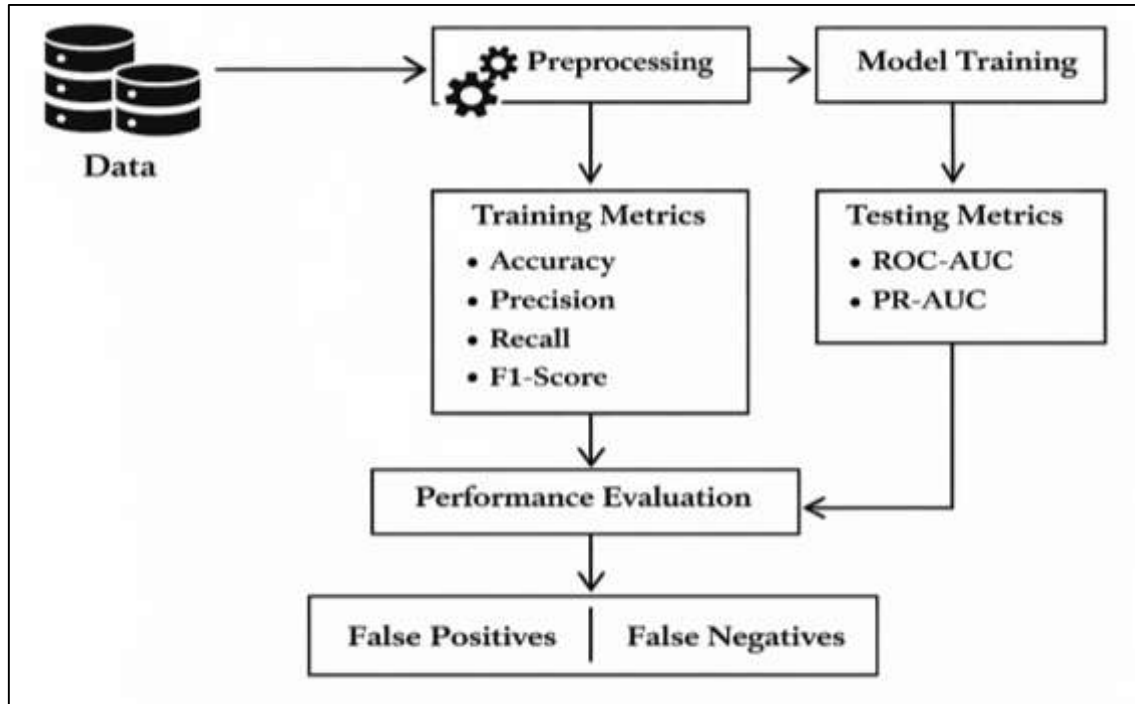 Data
Preprocessing
Model Training
Training Metrics
• Accuracy
• Precision
• Recall
• F1-Score
Testing Metrics
• ROC-AUC
• PR-AUC
Performance Evaluation
False Positives
False Negatives